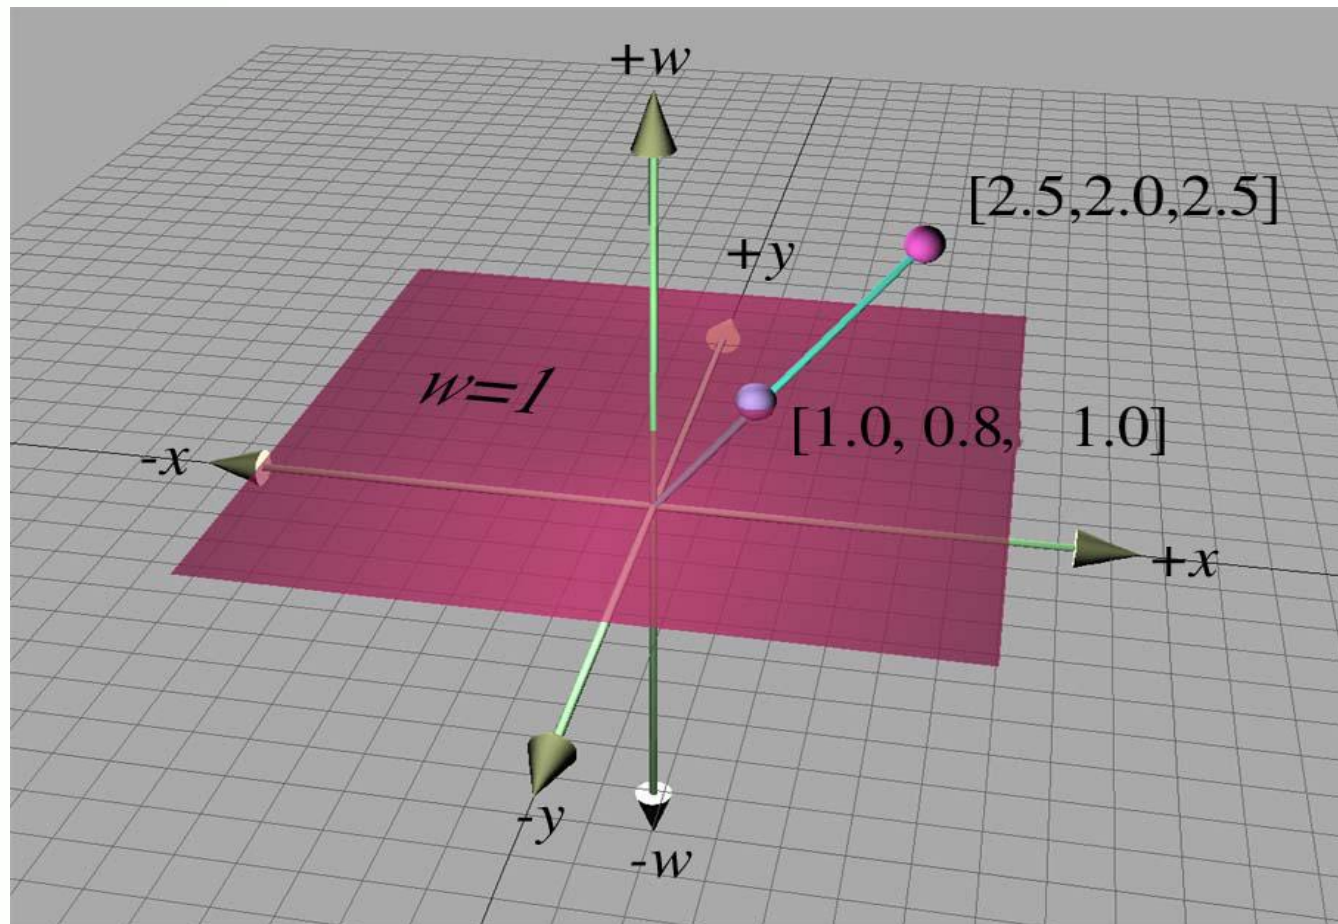 +w
[2.5,2.0,2.5]
+y
w=1
[1.0, 0.8, 1.0]
-x
+x
-y
-w